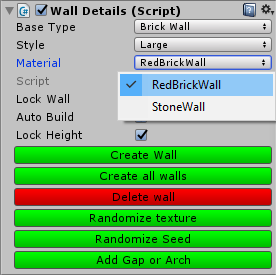 Wall Details (Script)
Base Type Brick Wall
Style Large
Material RedBrickWall
RedBrickWall
Script
StoneWall
Lock Wall
Auto Build
Lock Height
Create Wall
Create all walls
Delete wall
Randomize texture
Randomize Seed
Add Gap or Arch